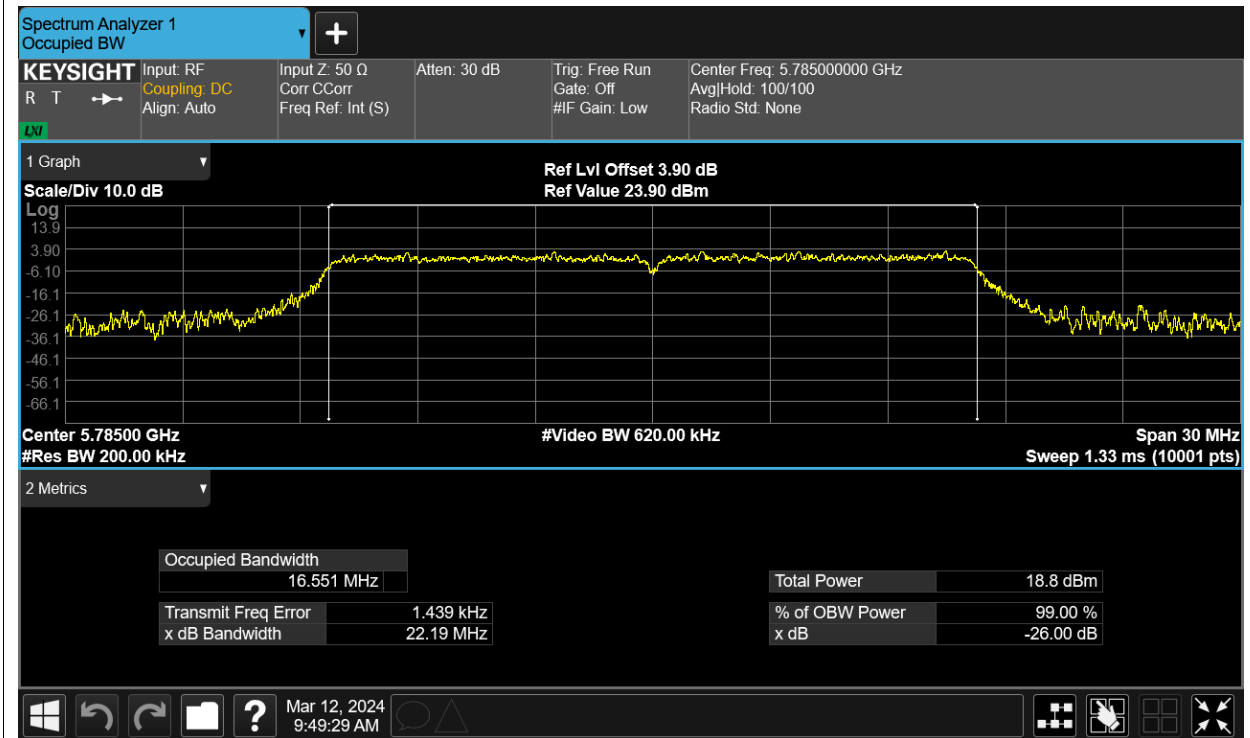 Spectrum Analyzer 1
Occupied BW
KEYSIGHT
R T
LXI
Input: RF
Coupling: DC
Align: Auto
Input Z: 50 Ω
Corr CCorr
Freq Ref: Int (S)
Atten: 30 dB
Trig: Free Run
Gate: Off
#IF Gain: Low
Center Freq: 5.785000000 GHz
Avg|Hold: 100/100
Radio Std: None
1 Graph
Ref Lvl Offset 3.90 dB
Scale/Div 10.0 dB
Ref Value 23.90 dBm
Log
13.9
3.90
-6.10
-16.1
-26.1
-36.1
-46.1
-56.1
-66.1
Center 5.78500 GHz
#Video BW 620.00 kHz
Span 30 MHz
#Res BW 200.00 kHz
Sweep 1.33 ms (10001 pts)
2 Metrics
Occupied Bandwidth
16.551 MHz
Total Power 18.8 dBm
Transmit Freq Error 1.439 kHz
% of OBW Power 99.00 %
x dB Bandwidth 22.19 MHz
x dB -26.00 dB
?
Mar 12, 2024
9:49:29 AM